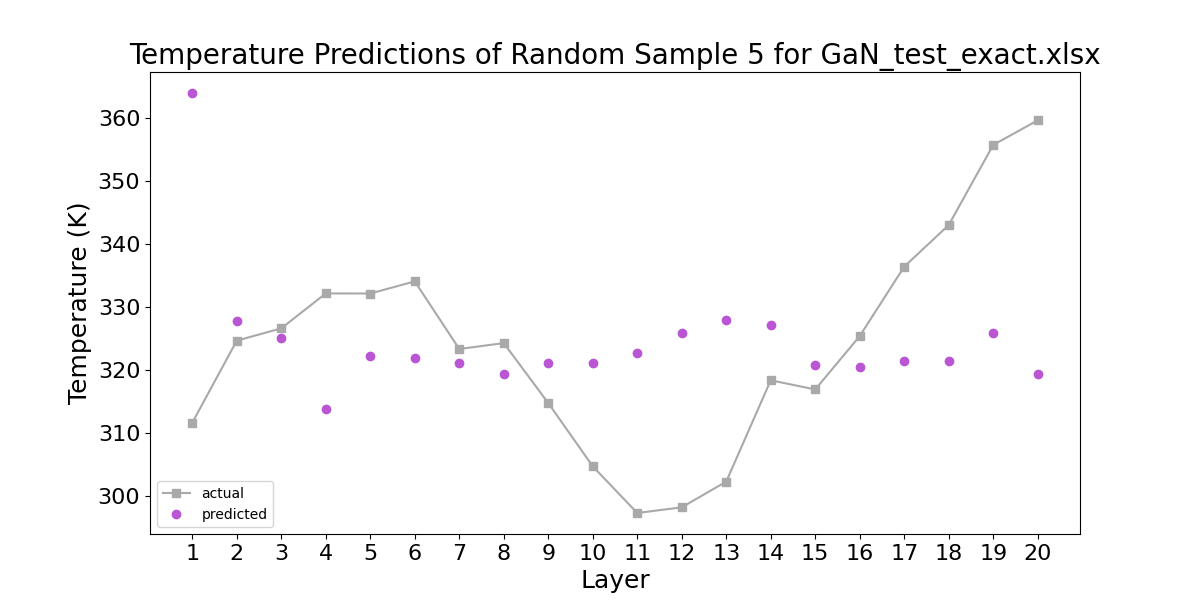 Temperature Predictions of Random Sample 5 for GaN_test_exact.xlsx
Temperature (K)
360
350
340
330
320
310
300
actual
predicted
1 2 3 4 5 6 7 8 9 10 11 12 13 14 15 16 17 18 19 20
Layer